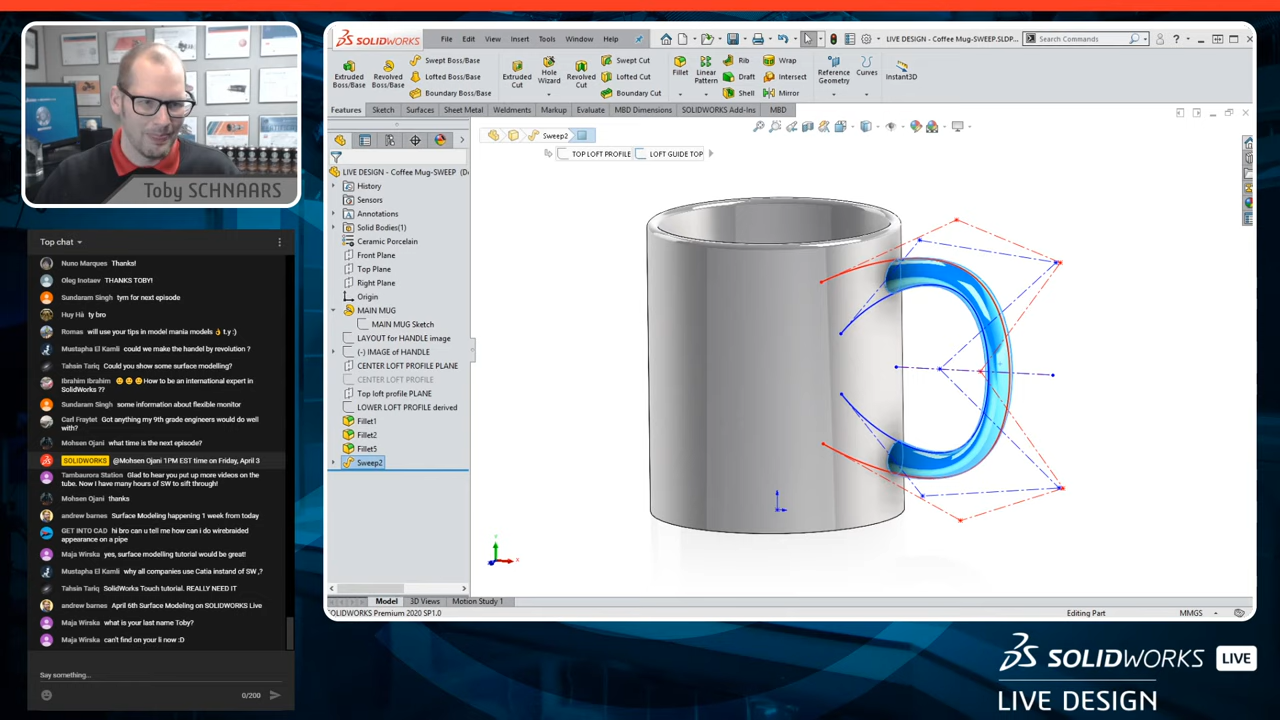 Toby SCHNAARS
Top chat
Nuno Marques Thanks!
Oleg Inotaev THANKS TOBY!
Sundaram Singh tym for next episode
Huy Hà ty bro
Romas will use your tips in model mania models t.y :)
Mustapha El Kamli could we make the handel by revolution ?
Tahsin Tariq Could you show some surface modelling?
Ibrahim Ibrahim How to be an international expert in
SolidWorks ??
Sundaram Singh some information about flexible monitor
Carl Fraytet Got anything my 9th grade engineers would do well
with?
Mohsen Ojani what time is the next episode?
SOLIDWORKS @Mohsen Ojani 1PM EST time on Friday, April 3
Tambaurora Station Glad to hear you put up more videos on the
tube. Now I have many hours of SW to sift through!
Mohsen Ojani thanks
andrew barnes Surface Modeling happening 1 week from today
GET INTO CAD hi bro can u tell me how can i do wirebraided
appearance on a pipe
Maja Wirska yes, surface modelling tutorial would be great!
Mustapha El Kamli why all companies use Catia instand of SW ,?
Tahsin Tariq SolidWorks Touch tutorial. REALLY NEED IT
andrew barnes April 6th Surface Modeling on SOLIDWORKS Live
Maja Wirska what is your last name Toby?
Maja Wirska can't find on your li now :D
Say something...
0/200
SOLIDWORKS File Edit View Insert Tools Window Help LIVE DESIGN - Coffee Mug-SWEEP.SLDP... Search Commands
Extruded Boss/Base
Revolved Boss/Base
Swept Boss/Base
Lofted Boss/Base
Boundary Boss/Base
Extruded Cut
Hole Wizard
Revolved Cut
Swept Cut
Lofted Cut
Boundary Cut
Fillet
Linear Pattern
Rib
Draft
Shell
Wrap
Intersect
Mirror
Reference Geometry
Curves
Instant3D
Features Sketch Surfaces Sheet Metal Weldments Markup Evaluate MBD Dimensions SOLIDWORKS Add-Ins MBD
Sweep2
TOP LOFT PROFILE LOFT GUIDE TOP
LIVE DESIGN - Coffee Mug-SWEEP (De
History
Sensors
Annotations
Solid Bodies(1)
Ceramic Porcelain
Front Plane
Top Plane
Right Plane
Origin
MAIN MUG
MAIN MUG Sketch
LAYOUT for HANDLE image
(-) IMAGE of HANDLE
CENTER LOFT PROFILE PLANE
CENTER LOFT PROFILE
Top loft profile PLANE
LOWER LOFT PROFILE derived
Fillet1
Fillet2
Fillet5
Sweep2
Model 3D Views Motion Study 1
SOLIDWORKS Premium 2020 SP1.0 Editing Part MMGS
SOLIDWORKS LIVE
LIVE DESIGN